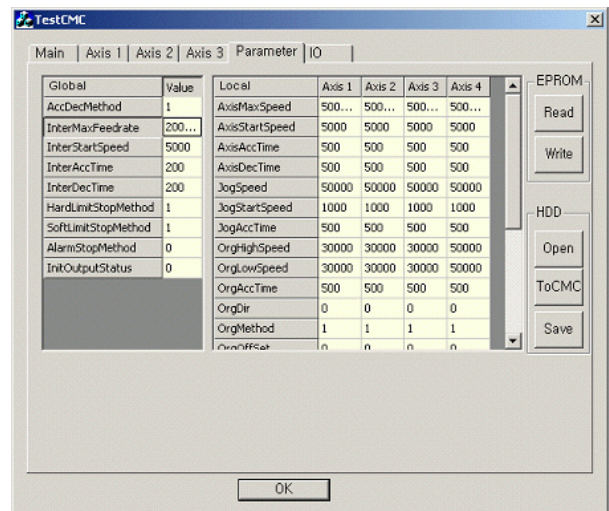 TestCMC
Main Axis 1 Axis 2 Axis 3 Parameter IO
Global Value
AccDecMethod 1
InterMaxFeedrate 200...
InterStartSpeed 5000
InterAccTime 200
InterDecTime 200
HardLimitStopMethod 1
SoftLimitStopMethod 1
AlarmStopMethod 0
InitOutputStatus 0
Local Axis 1 Axis 2 Axis 3 Axis 4
AxisMaxSpeed 500... 500... 500... 500...
AxisStartSpeed 5000 5000 5000 5000
AxisAccTime 500 500 500 500
AxisDecTime 500 500 500 500
JogSpeed 50000 50000 50000 50000
JogStartSpeed 1000 1000 1000 1000
JogAccTime 500 500 500 500
OrgHighSpeed 30000 30000 30000 50000
OrgLowSpeed 30000 30000 30000 50000
OrgAccTime 500 500 500 500
OrgDir 0 0 0 0
OrgMethod 1 1 1 1
OrgOffSet 0 0 0 0
EPROM
Read
Write
HDD
Open
ToCMC
Save
OK